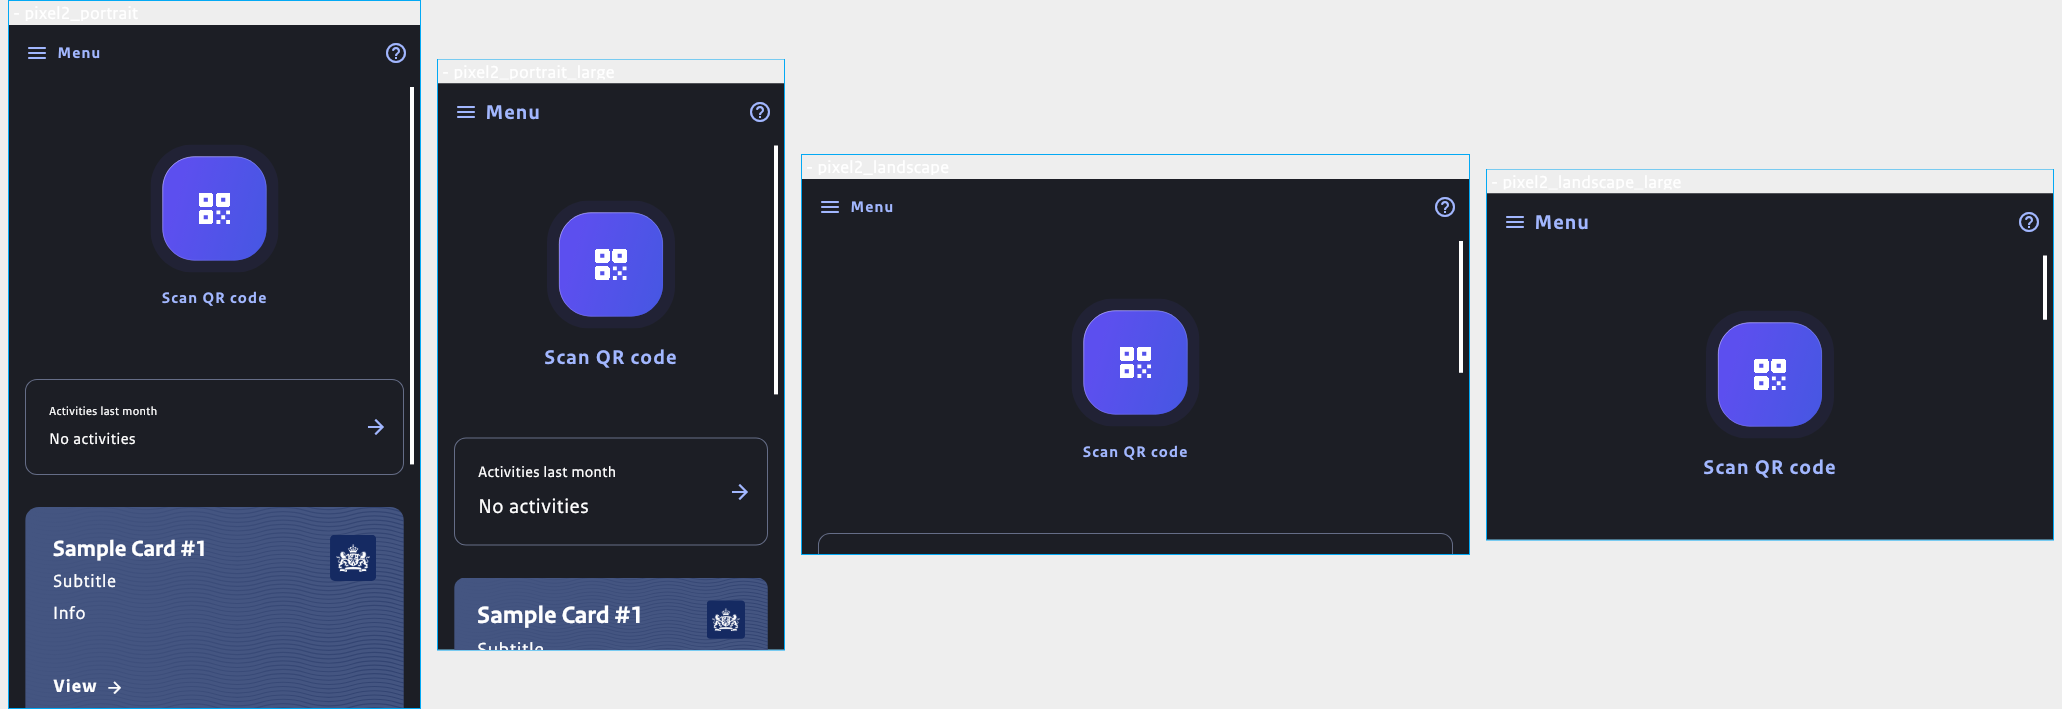 - pixel2_portrait
Menu
Scan QR code
Activities last month
No activities
Sample Card #1
Subtitle
Info
View
- pixel2_portrait_large
Menu
Scan QR code
Activities last month
No activities
Sample Card #1
Subtitle
- pixel2_landscape
Menu
Scan QR code
- pixel2_landscape_large
Menu
Scan QR code